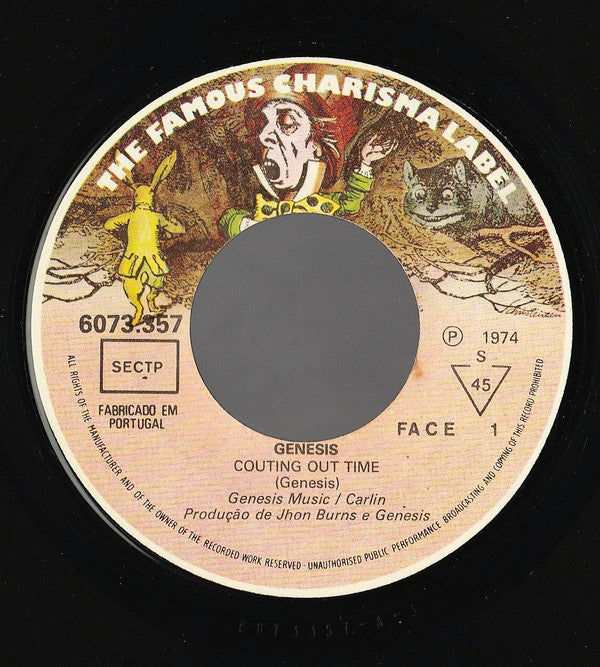 THE FAMOUS CHARISMA LABEL
6073.357
SECTP
FABRICADO EM
PORTUGAL
P 1974
S
45
FACE 1
GENESIS
COUTING OUT TIME
(Genesis)
Genesis Music / Carlin
Produção de Jhon Burns e Genesis
ALL RIGHTS OF THE MANUFACTURER AND OF THE OWNER OF THE RECORDED WORK RESERVED · UNAUTHORISED PUBLIC PERFORMANCE BROADCASTING AND COPYING OF THIS RECORD PROHIBITED